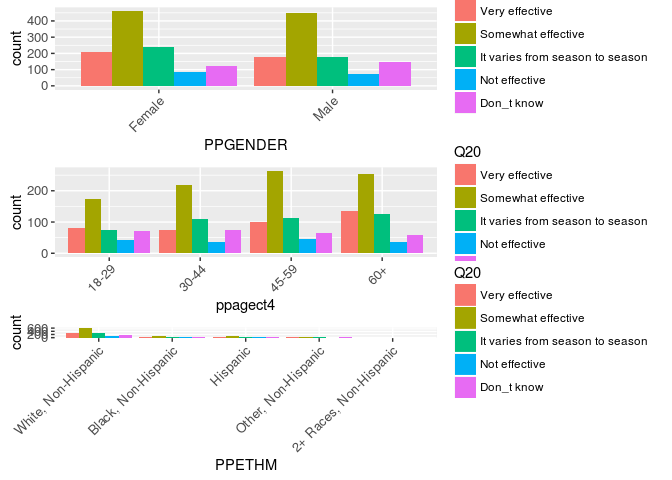 Very effective
Somewhat effective
It varies from season to season
Not effective
Don_t know
count
400
300
200
100
0
Female
Male
PPGENDER
Q20
Very effective
Somewhat effective
It varies from season to season
Not effective
count
200
100
0
18-29
30-44
45-59
60+
ppagect4
Q20
Very effective
Somewhat effective
It varies from season to season
Not effective
Don_t know
count
600
400
200
0
White, Non-Hispanic
Black, Non-Hispanic
Hispanic
Other, Non-Hispanic
2+ Races, Non-Hispanic
PPETHM